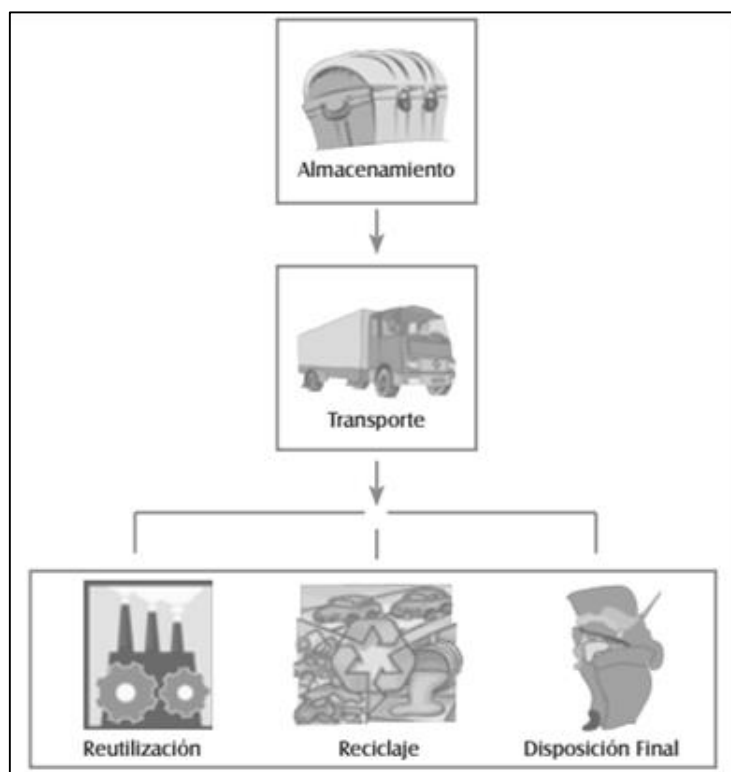 Almacenamiento
Transporte
Reutilización
Reciclaje
Disposición Final